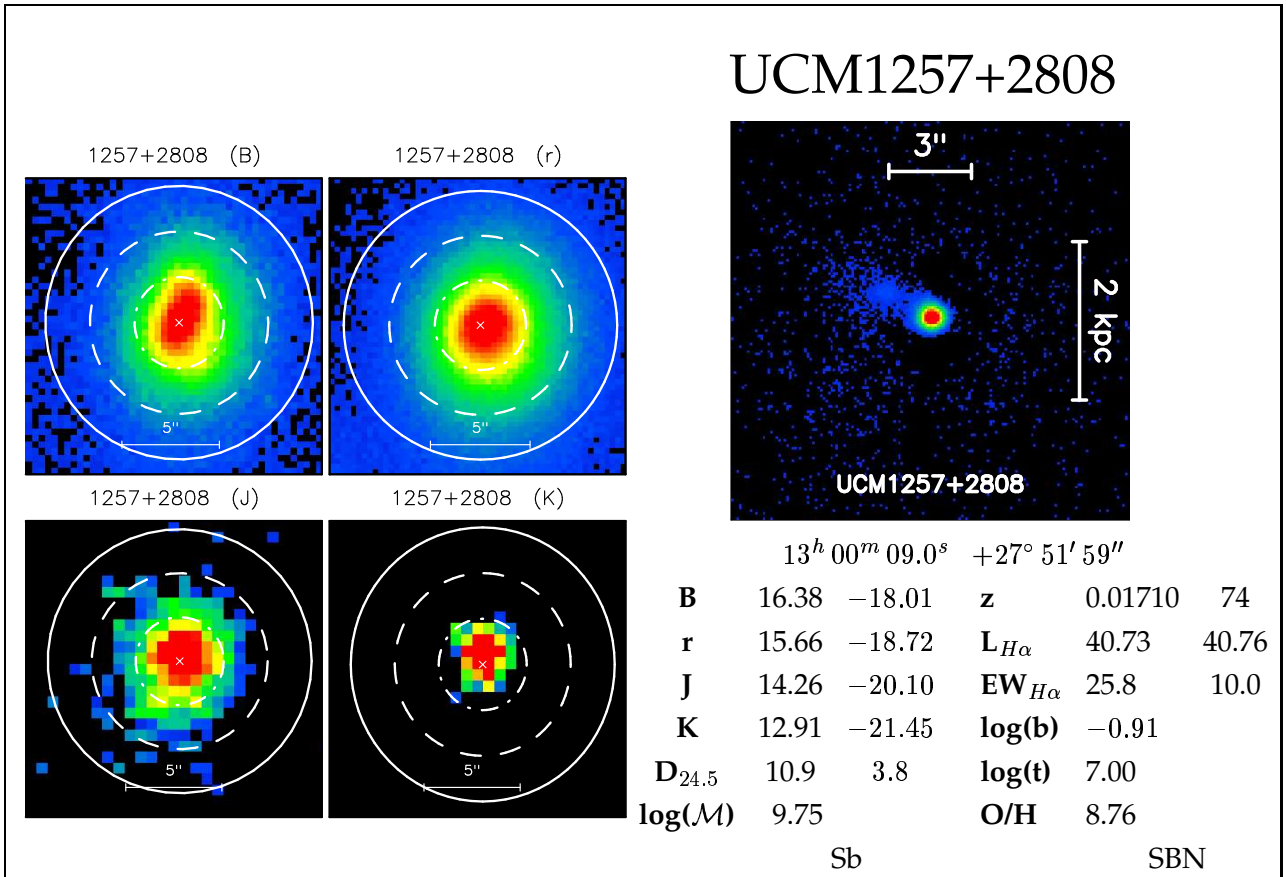 UCM1257+2808
1257+2808 (B)
1257+2808 (r)
5"
5"
1257+2808 (J)
1257+2808 (K)
5"
5"
3"
2 kpc
UCM1257+2808
13ʰ 00ᵐ 09.0ˢ +27° 51′ 59″
B 16.38 −18.01 z 0.01710 74
r 15.66 −18.72 L_Hα 40.73 40.76
J 14.26 −20.10 EW_Hα 25.8 10.0
K 12.91 −21.45 log(b) −0.91
D_24.5 10.9 3.8 log(t) 7.00
log(ℳ) 9.75 O/H 8.76
Sb SBN